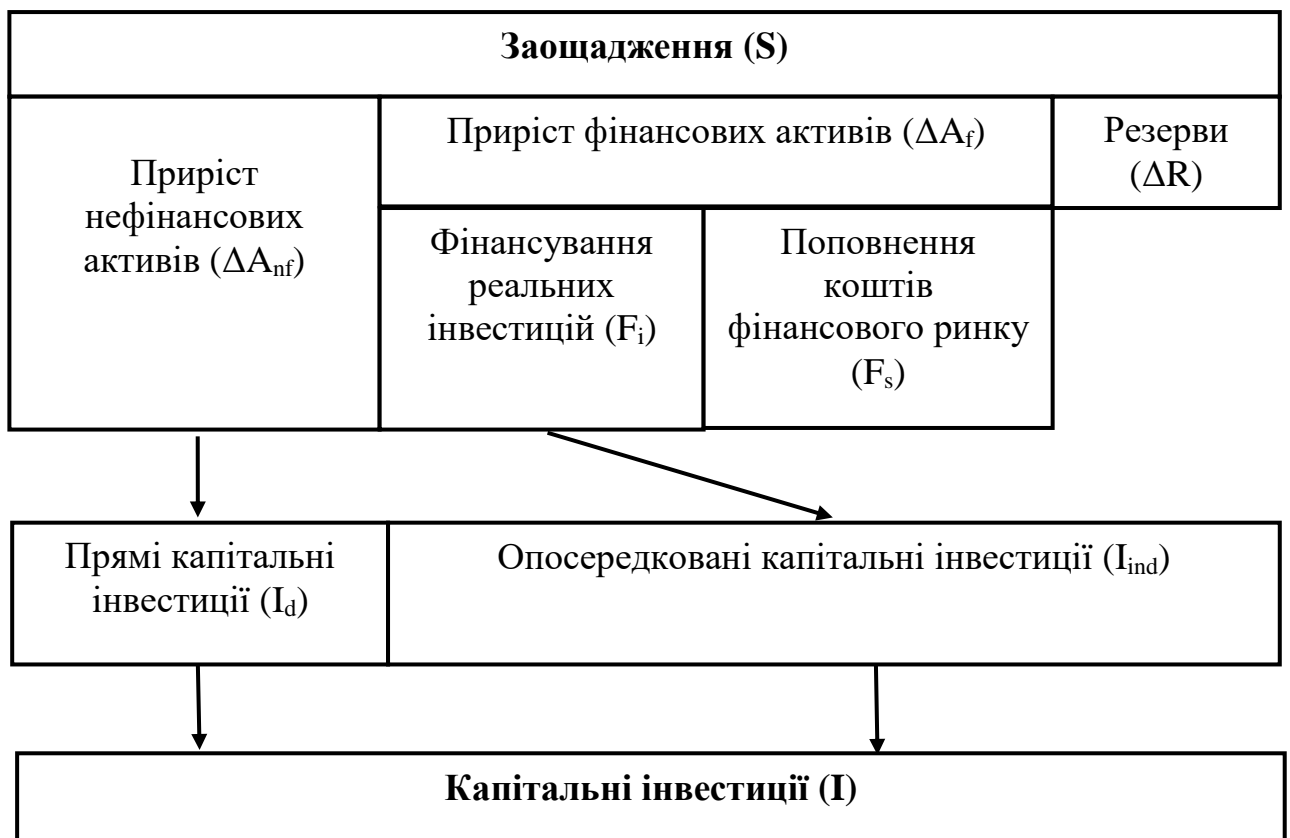 Заощадження (S)
Приріст
нефінансових
активів (ΔAnf)
Приріст фінансових активів (ΔAf)
Резерви
(ΔR)
Фінансування
реальних
інвестицій (Fi)
Поповнення
коштів
фінансового ринку
(Fs)
Прямі капітальні
інвестиції (Id)
Опосередковані капітальні інвестиції (Iind)
Капітальні інвестиції (I)